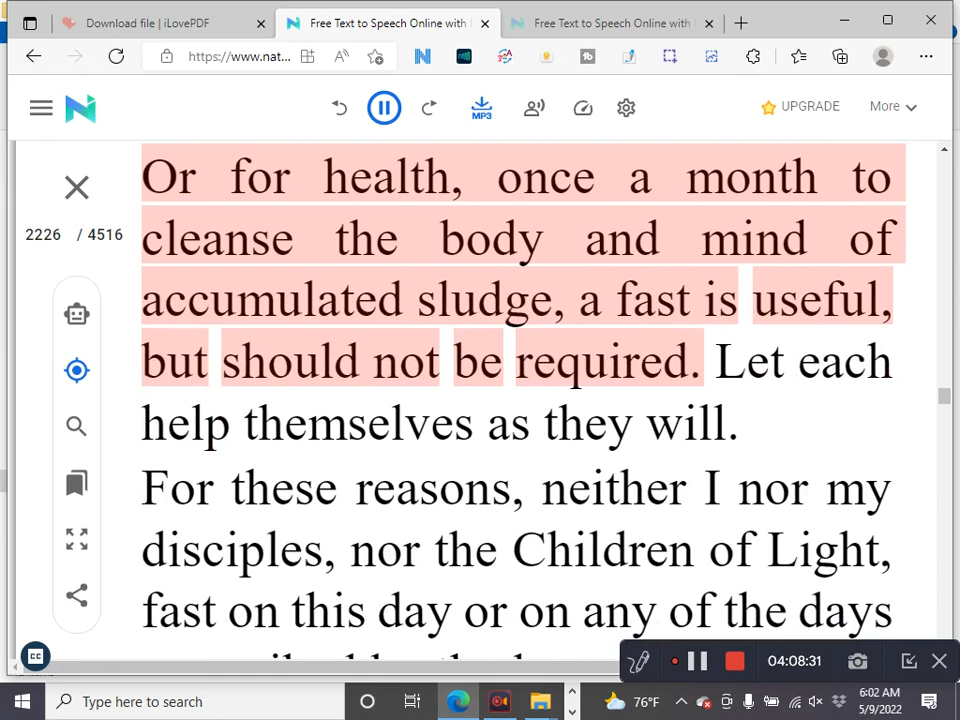 Download file | iLovePDF
Free Text to Speech Online with
Free Text to Speech Online with
https://www.nat...
MP3
UPGRADE
More
2226 / 4516
Or for health, once a month to
cleanse the body and mind of
accumulated sludge, a fast is useful,
but should not be required. Let each
help themselves as they will.
For these reasons, neither I nor my
disciples, nor the Children of Light,
fast on this day or on any of the days
CC
04:08:31
Type here to search
76°F
6:02 AM
5/9/2022